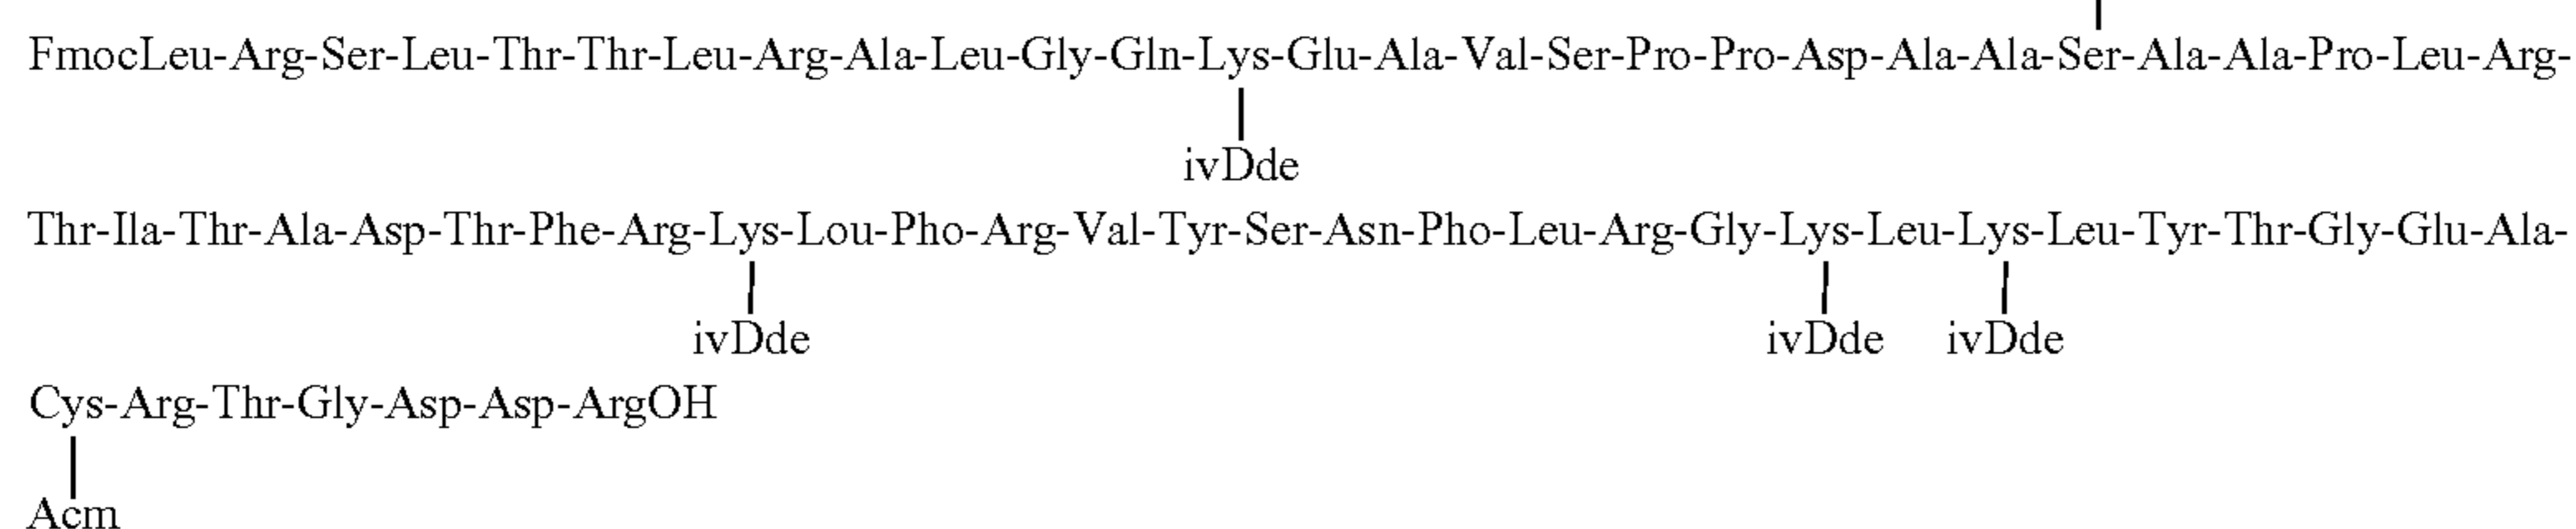 FmocLeu-Arg-Ser-Leu-Thr-Thr-Leu-Arg-Ala-Leu-Gly-Gln-Lys-Glu-Ala-Val-Ser-Pro-Pro-Asp-Ala-Ala-Ser-Ala-Ala-Pro-Leu-Arg-
ivDde
Thr-Ila-Thr-Ala-Asp-Thr-Phe-Arg-Lys-Lou-Pho-Arg-Val-Tyr-Ser-Asn-Pho-Leu-Arg-Gly-Lys-Leu-Lys-Leu-Tyr-Thr-Gly-Glu-Ala-
ivDde ivDde ivDde
Cys-Arg-Thr-Gly-Asp-Asp-ArgOH
Acm